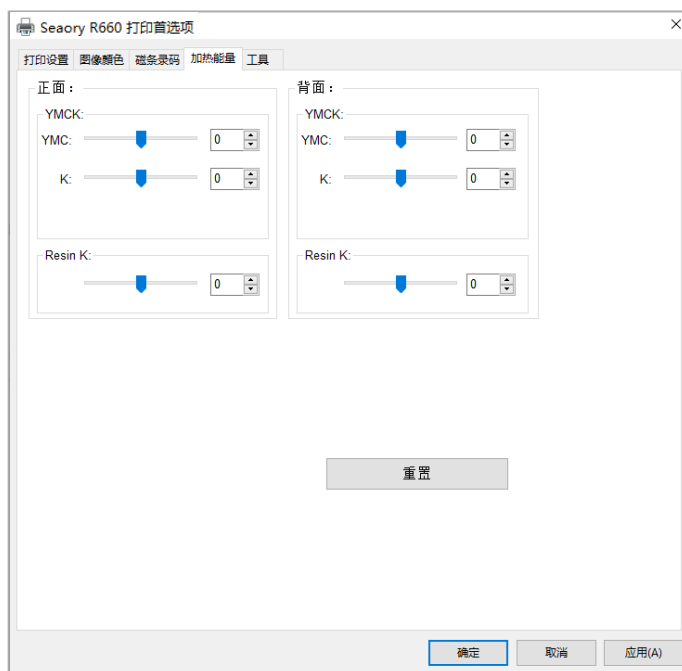 Seaory R660 打印首选项
打印设置 图像颜色 磁条录码 加热能量 工具
正面： 背面：
YMCK: YMCK:
YMC: 0 YMC: 0
K: 0 K: 0
Resin K: Resin K:
0 0
重置
确定 取消 应用(A)